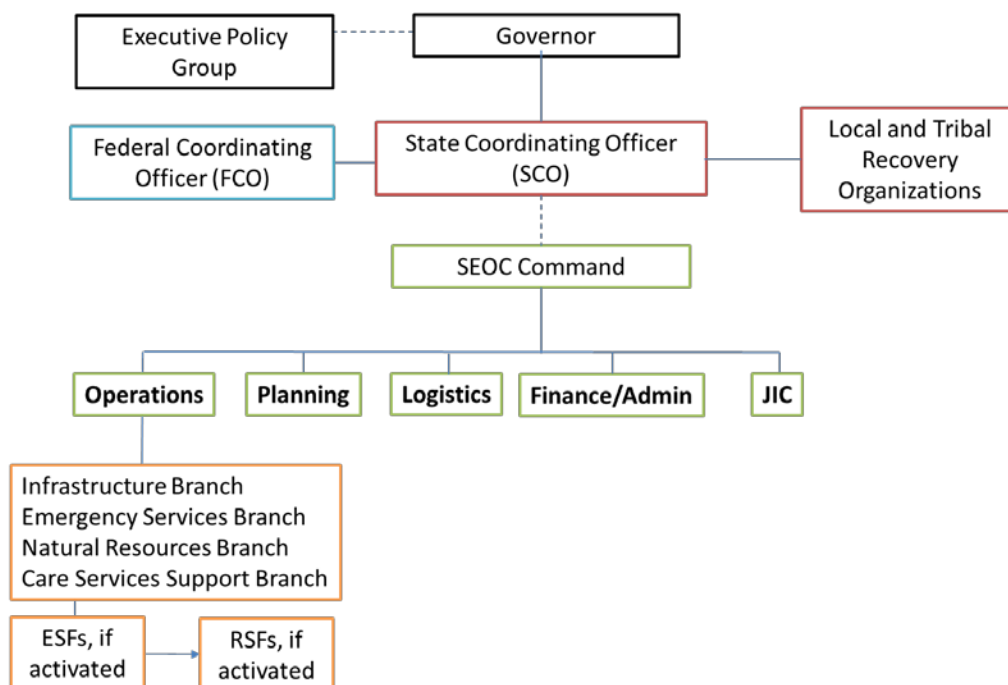 Executive Policy
Group
Governor
Federal Coordinating
Officer (FCO)
State Coordinating Officer
(SCO)
Local and Tribal
Recovery
Organizations
SEOC Command
Operations
Planning
Logistics
Finance/Admin
JIC
Infrastructure Branch
Emergency Services Branch
Natural Resources Branch
Care Services Support Branch
ESFs, if
activated
RSFs, if
activated